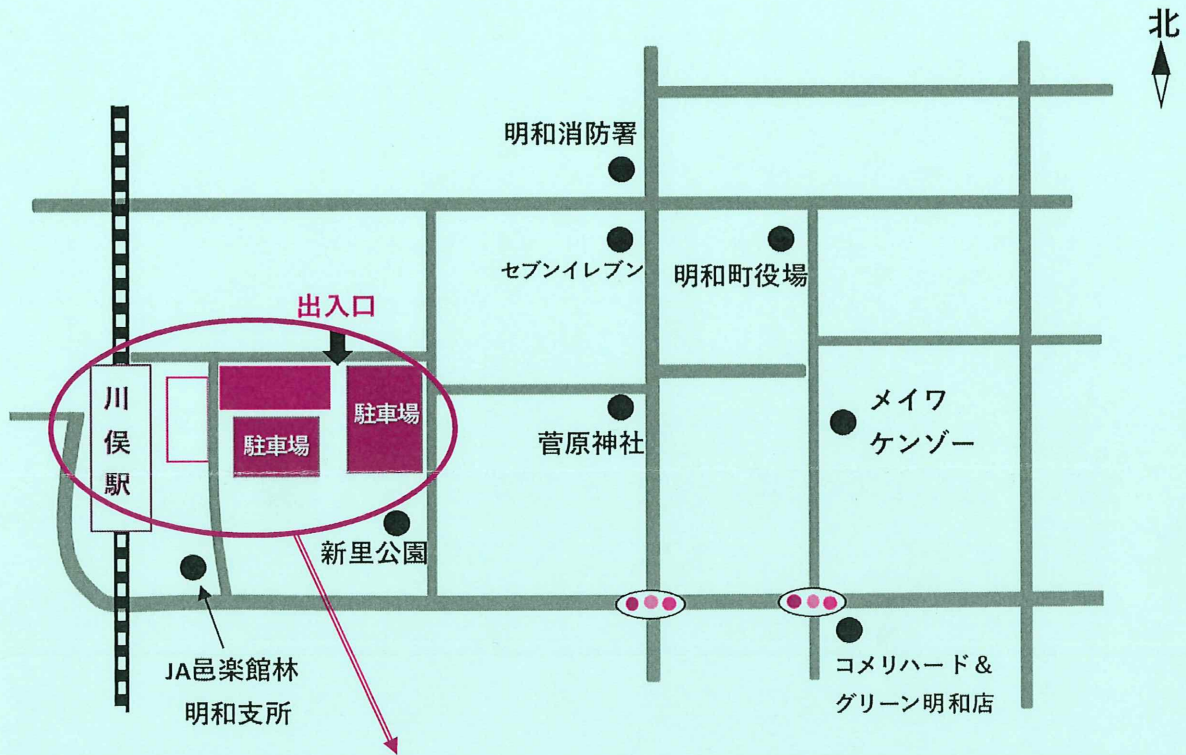 北
明和消防署
セブンイレブン
明和町役場
出入口
川俣駅
駐車場
駐車場
菅原神社
メイワ
ケンゾー
新里公園
JA邑楽館林
明和支所
コメリハード&
グリーン明和店